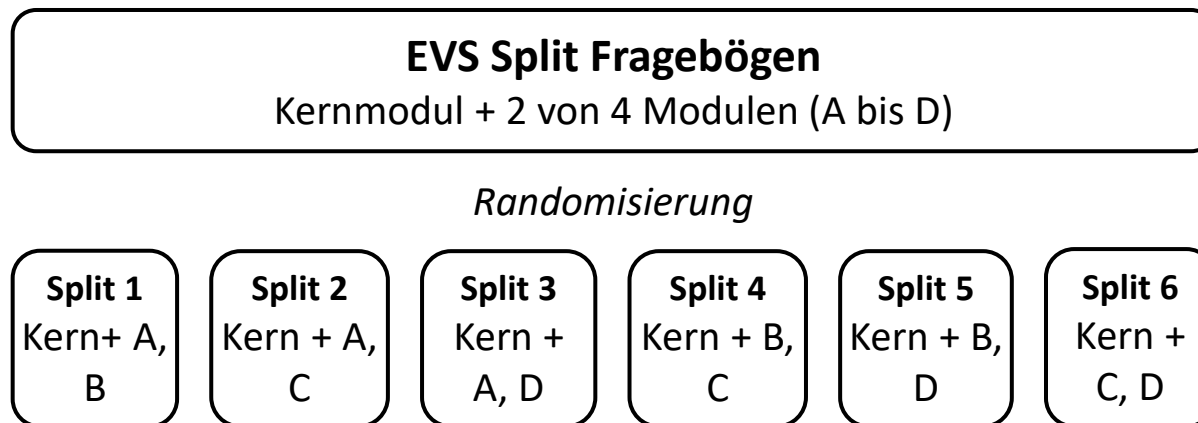 EVS Split Fragebögen
Kernmodul + 2 von 4 Modulen (A bis D)
Randomisierung
Split 1
Kern+ A,
B
Split 2
Kern + A,
C
Split 3
Kern +
A, D
Split 4
Kern + B,
C
Split 5
Kern + B,
D
Split 6
Kern +
C, D